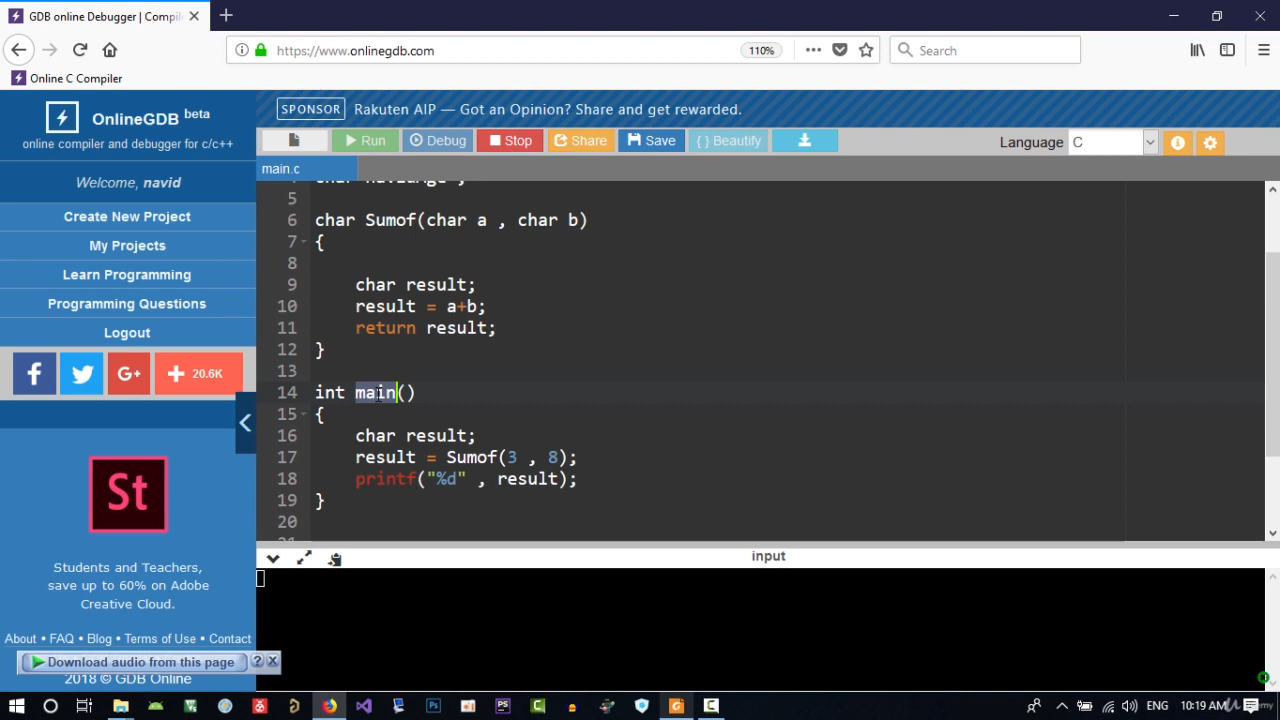 GDB online Debugger | Compile
https://www.onlinegdb.com
110%
Search
Online C Compiler
OnlineGDB beta
online compiler and debugger for c/c++
Welcome, navid
Create New Project
My Projects
Learn Programming
Programming Questions
Logout
20.6K
St
Students and Teachers,
save up to 60% on Adobe
Creative Cloud.
About • FAQ • Blog • Terms of Use • Contact
Download audio from this page
2018 © GDB Online
SPONSOR Rakuten AIP — Got an Opinion? Share and get rewarded.
Run Debug Stop Share Save { } Beautify
Language C
main.c
5
6 char Sumof(char a , char b)
7 {
8
9 char result;
10 result = a+b;
11 return result;
12 }
13
14 int main()
15 {
16 char result;
17 result = Sumof(3 , 8);
18 printf("%d" , result);
19 }
20
input
ENG 10:19 AM